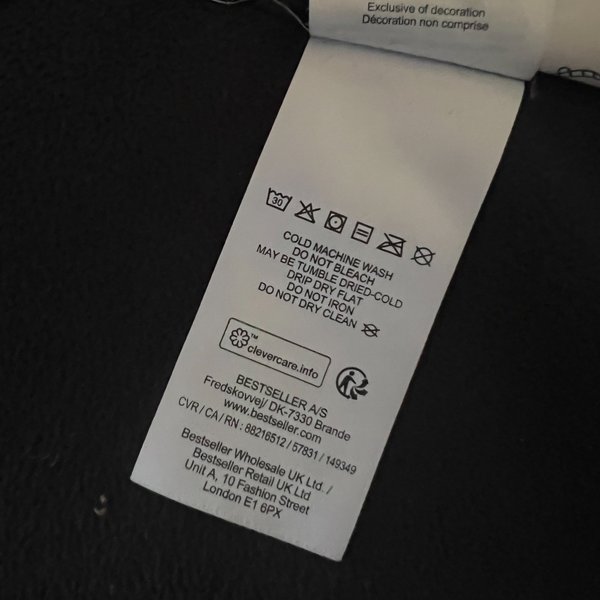 Exclusive of decoration
Décoration non comprise
30
COLD MACHINE WASH
DO NOT BLEACH
MAY BE TUMBLE DRIED-COLD
DRIP DRY FLAT
DO NOT IRON
DO NOT DRY CLEAN
TM
clevercare.info
BESTSELLER A/S
Fredskovvej/ DK-7330 Brande
www.bestseller.com
CVR / CA / RN : 88216512 / 57831 / 149349
Bestseller Wholesale UK Ltd. /
Bestseller Retail UK Ltd
Unit A, 10 Fashion Street
London E1 6PX